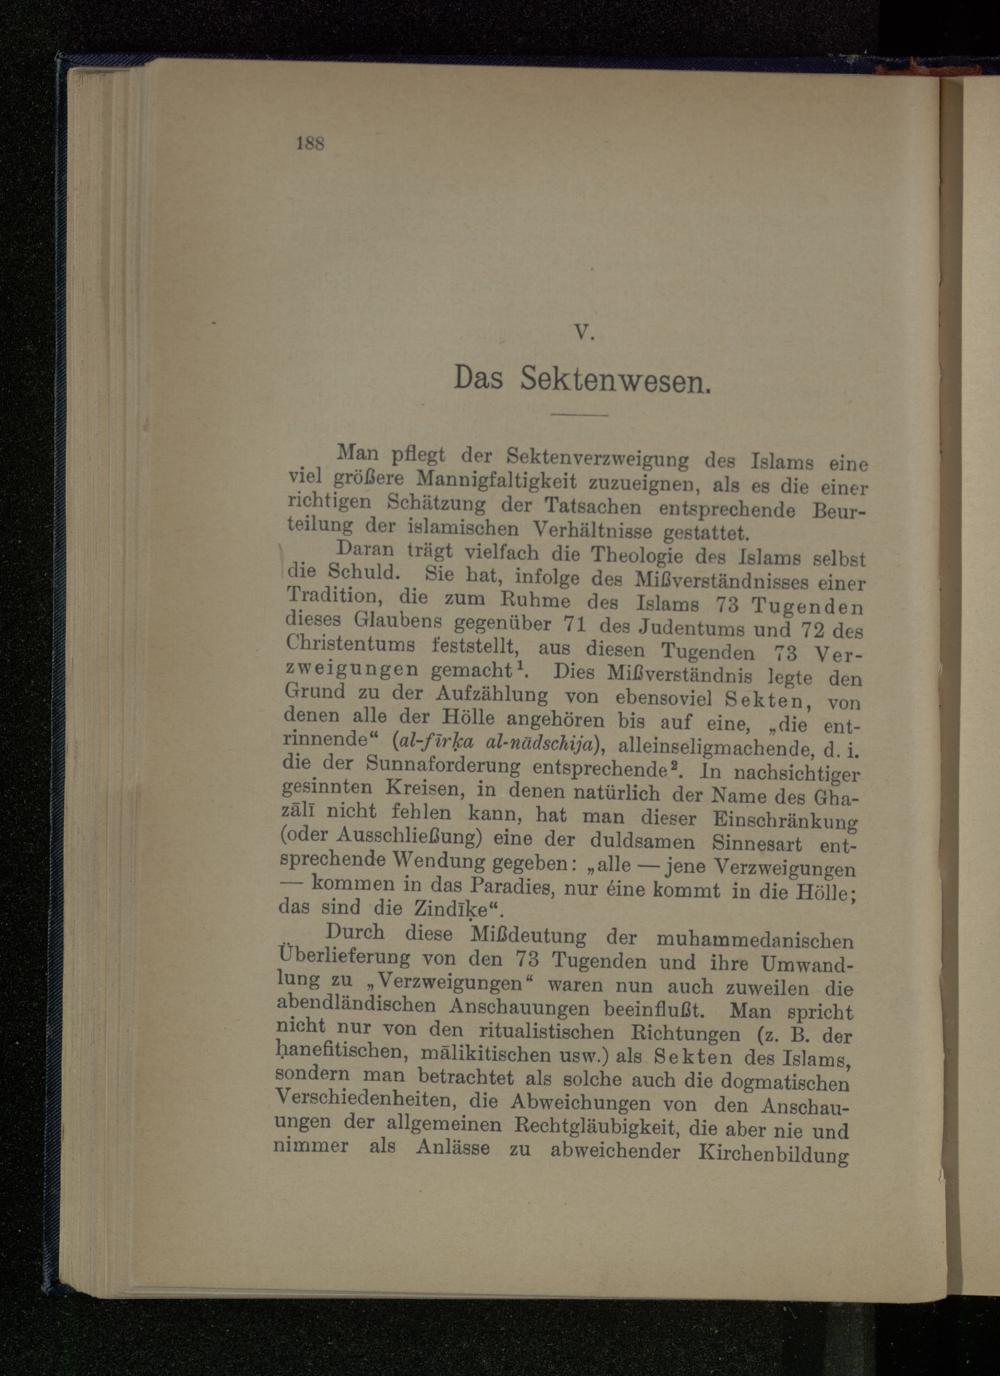 188
V.
Das Sektenwesen.
Man pflegt der Sektenverzweigung des Islams eine
viel größere Mannigfaltigkeit zuzueignen, als es die einer
richtigen Schätzung der Tatsachen entsprechende Beur-
teilung der islamischen Verhältnisse gestattet.
Daran trägt vielfach die Theologie des Islams selbst
die Schuld. Sie hat, infolge des Mißverständnisses einer
Tradition, die zum Ruhme des Islams 73 Tugenden
dieses Glaubens gegenüber 71 des Judentums und 72 des
Christentums feststellt, aus diesen Tugenden 73 Ver-
zweigungen gemacht¹. Dies Mißverständnis legte den
Grund zu der Aufzählung von ebensoviel Sekten, von
denen alle der Hölle angehören bis auf eine, „die ent-
rinnende“ (al-fīrḳa al-nādschija), alleinseligmachende, d. i.
die der Sunnaforderung entsprechende². In nachsichtiger
gesinnten Kreisen, in denen natürlich der Name des Gha-
zālī nicht fehlen kann, hat man dieser Einschränkung
(oder Ausschließung) eine der duldsamen Sinnesart ent-
sprechende Wendung gegeben: „alle — jene Verzweigungen
— kommen in das Paradies, nur éine kommt in die Hölle;
das sind die Zindīḳe“.
Durch diese Mißdeutung der muhammedanischen
Überlieferung von den 73 Tugenden und ihre Umwand-
lung zu „Verzweigungen“ waren nun auch zuweilen die
abendländischen Anschauungen beeinflußt. Man spricht
nicht nur von den ritualistischen Richtungen (z. B. der
ḥanefitischen, mālikitischen usw.) als Sekten des Islams,
sondern man betrachtet als solche auch die dogmatischen
Verschiedenheiten, die Abweichungen von den Anschau-
ungen der allgemeinen Rechtgläubigkeit, die aber nie und
nimmer als Anlässe zu abweichender Kirchenbildung